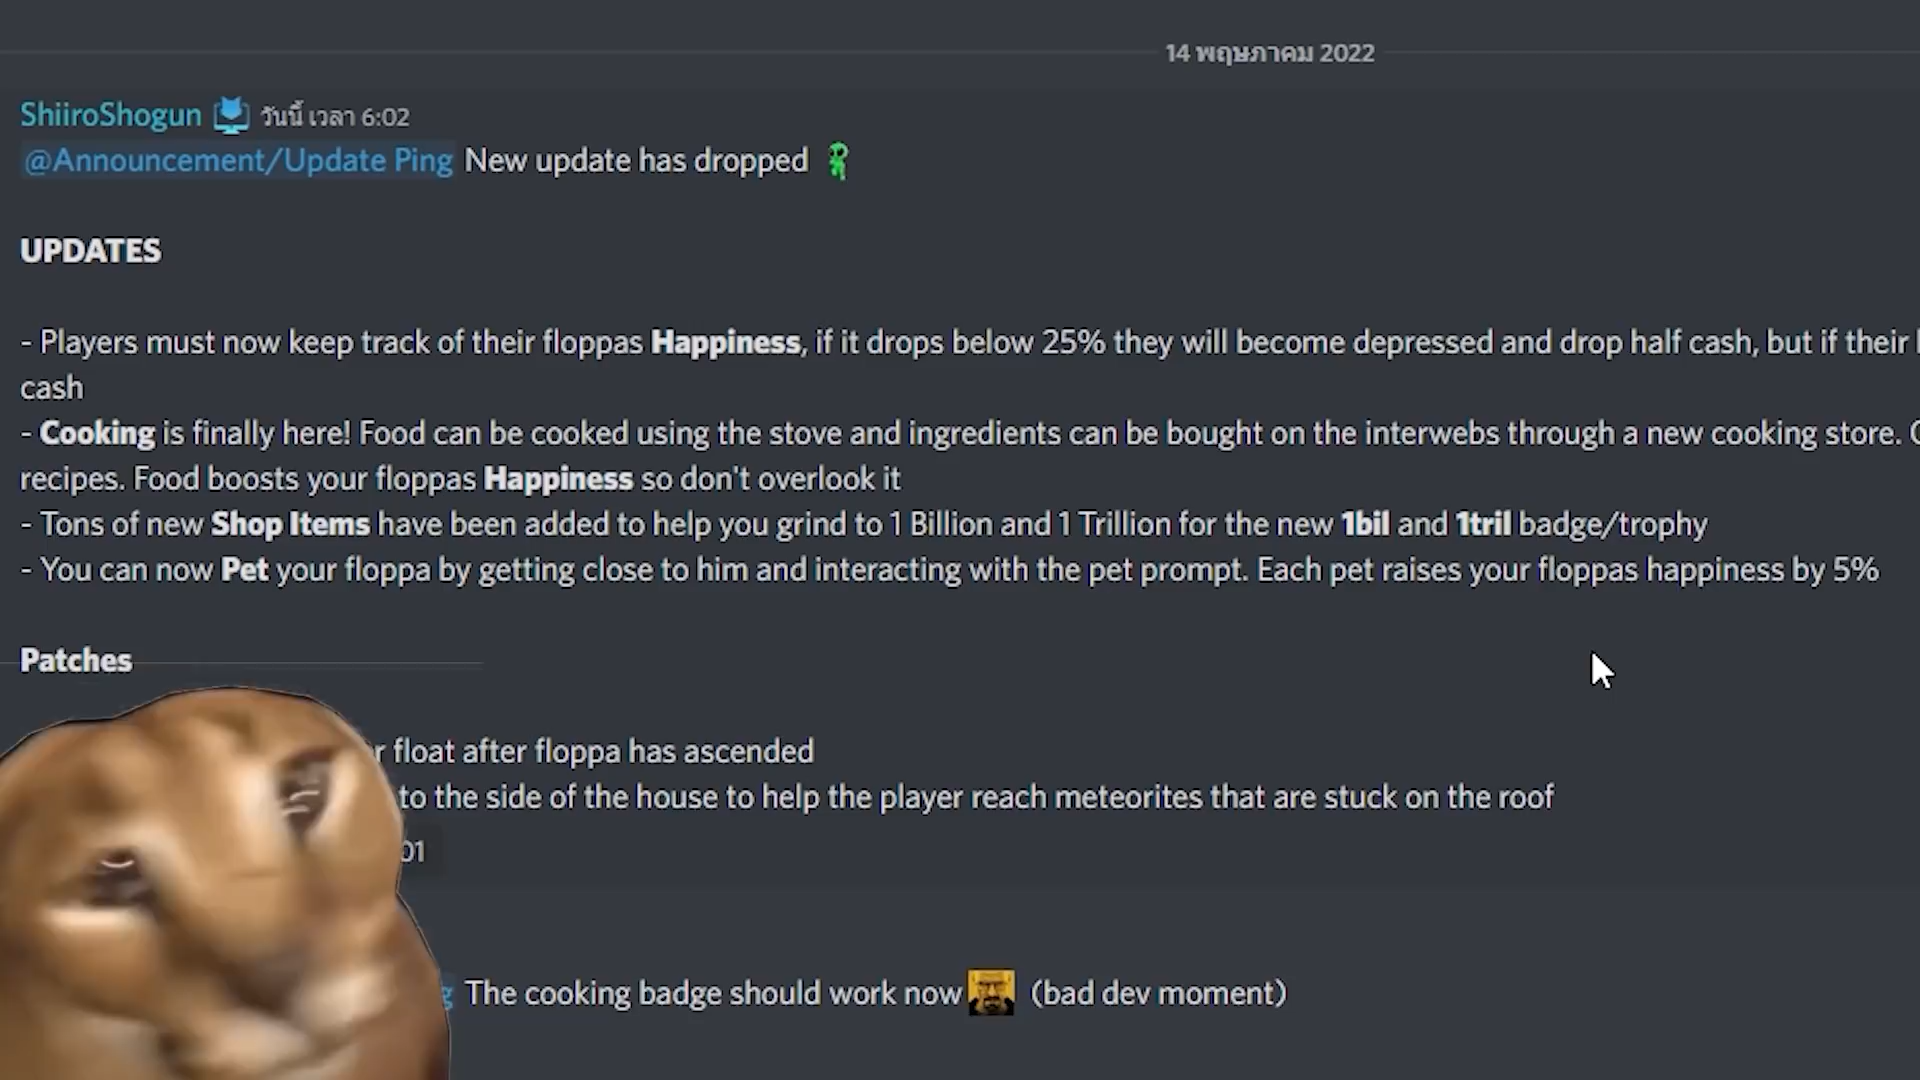 14 พฤษภาคม 2022
ShiiroShogun วันนี้ เวลา 6:02
@Announcement/Update Ping New update has dropped
UPDATES
- Players must now keep track of their floppas Happiness, if it drops below 25% they will become depressed and drop half cash, but if their
cash
- Cooking is finally here! Food can be cooked using the stove and ingredients can be bought on the interwebs through a new cooking store.
recipes. Food boosts your floppas Happiness so don't overlook it
- Tons of new Shop Items have been added to help you grind to 1 Billion and 1 Trillion for the new 1bil and 1tril badge/trophy
- You can now Pet your floppa by getting close to him and interacting with the pet prompt. Each pet raises your floppas happiness by 5%
Patches
float after floppa has ascended
to the side of the house to help the player reach meteorites that are stuck on the roof
01
The cooking badge should work now (bad dev moment)